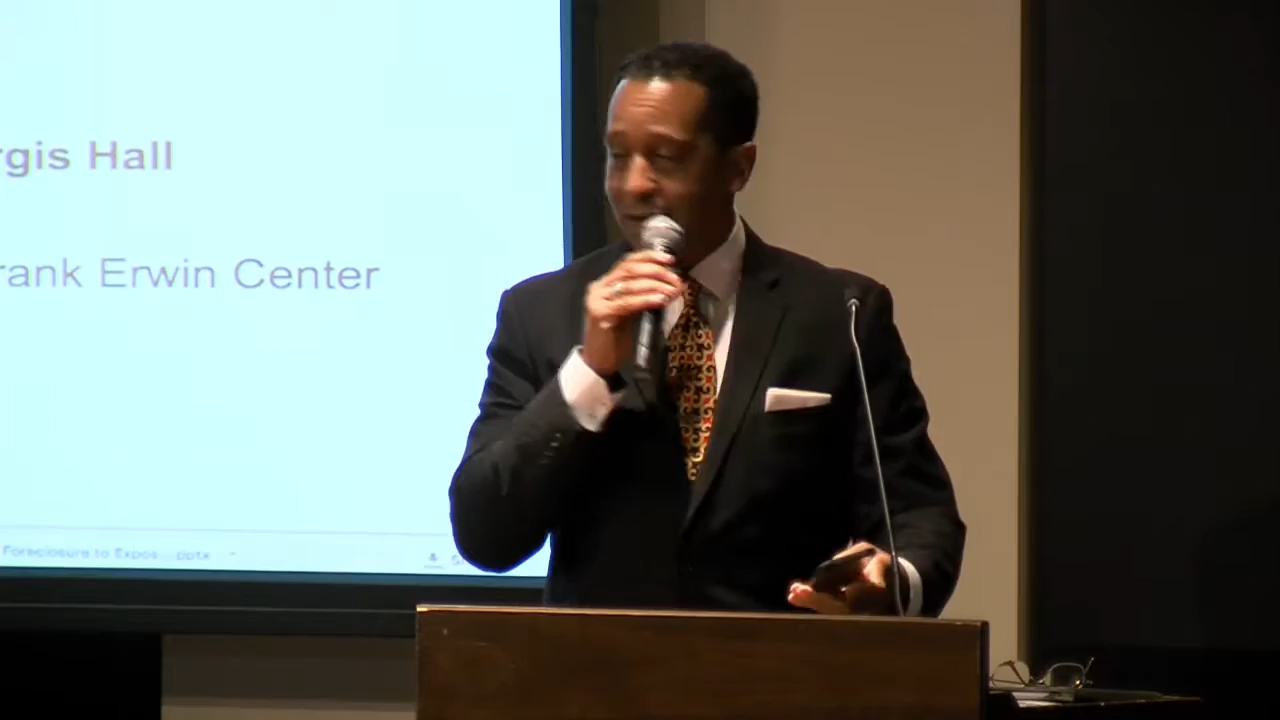 rgis Hall
rank Erwin Center
Foreclosure to Expos....pptx